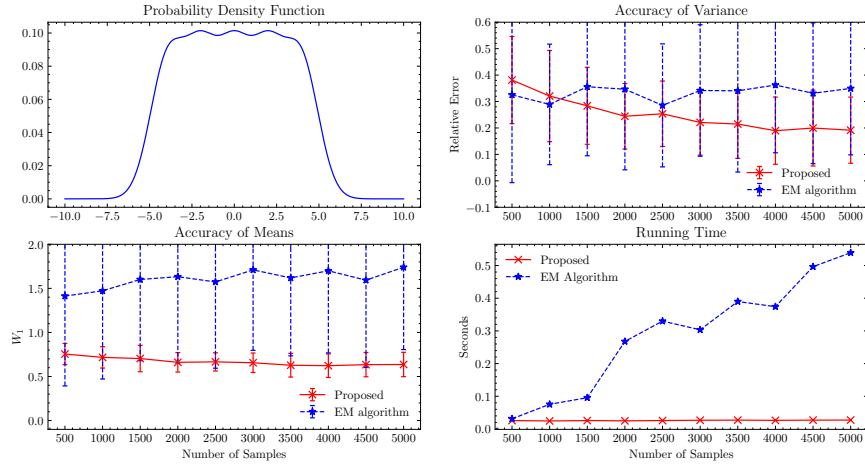 Probability Density Function
0.10
0.08
0.06
0.04
0.02
0.00
−10.0 −7.5 −5.0 −2.5 0.0 2.5 5.0 7.5 10.0
Accuracy of Variance
Relative Error
0.6
0.5
0.4
0.3
0.2
0.1
0.0
−0.1
Proposed
EM algorithm
500 1000 1500 2000 2500 3000 3500 4000 4500 5000
Accuracy of Means
W₁
2.0
1.5
1.0
0.5
0.0
Proposed
EM algorithm
500 1000 1500 2000 2500 3000 3500 4000 4500 5000
Number of Samples
Running Time
Seconds
0.5
0.4
0.3
0.2
0.1
0.0
Proposed
EM Algorithm
500 1000 1500 2000 2500 3000 3500 4000 4500 5000
Number of Samples